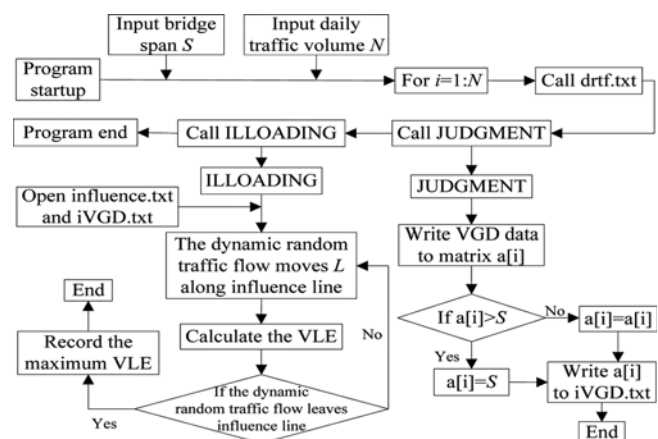 Input bridge
span S
Input daily
traffic volume N
Program
startup
For i=1:N
Call drtf.txt
Program end
Call ILLOADING
Call JUDGMENT
ILLOADING
JUDGMENT
Open influence.txt
and iVGD.txt
Write VGD data
to matrix a[i]
The dynamic random
traffic flow moves L
along influence line
End
If a[i]>S
No
a[i]=a[i]
Calculate the VLE
No
Record the
maximum VLE
Yes
a[i]=S
Write a[i]
to iVGD.txt
If the dynamic
random traffic flow leaves
influence line
Yes
End